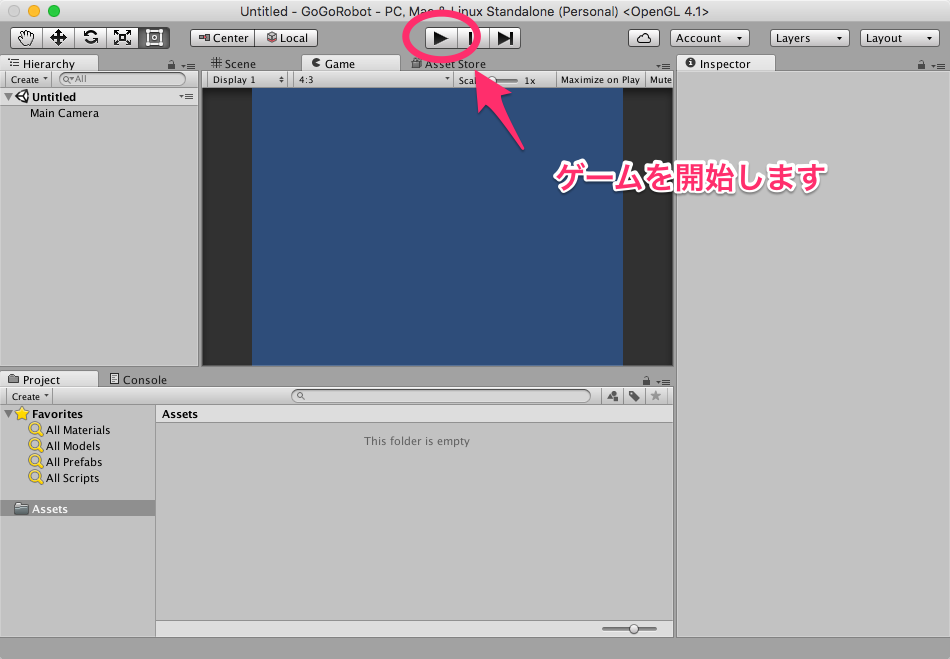 Untitled - GoGoRobot - PC, Mac & Linux Standalone (Personal) <OpenGL 4.1>
Center Local Account Layers Layout
Hierarchy Scene Game Asset Store Inspector
Create All Display 1 4:3 Scal 1x Maximize on Play Mute
Untitled
Main Camera
ゲームを開始します
Project Console
Create
Favorites Assets
All Materials
This folder is empty
All Models
All Prefabs
All Scripts
Assets